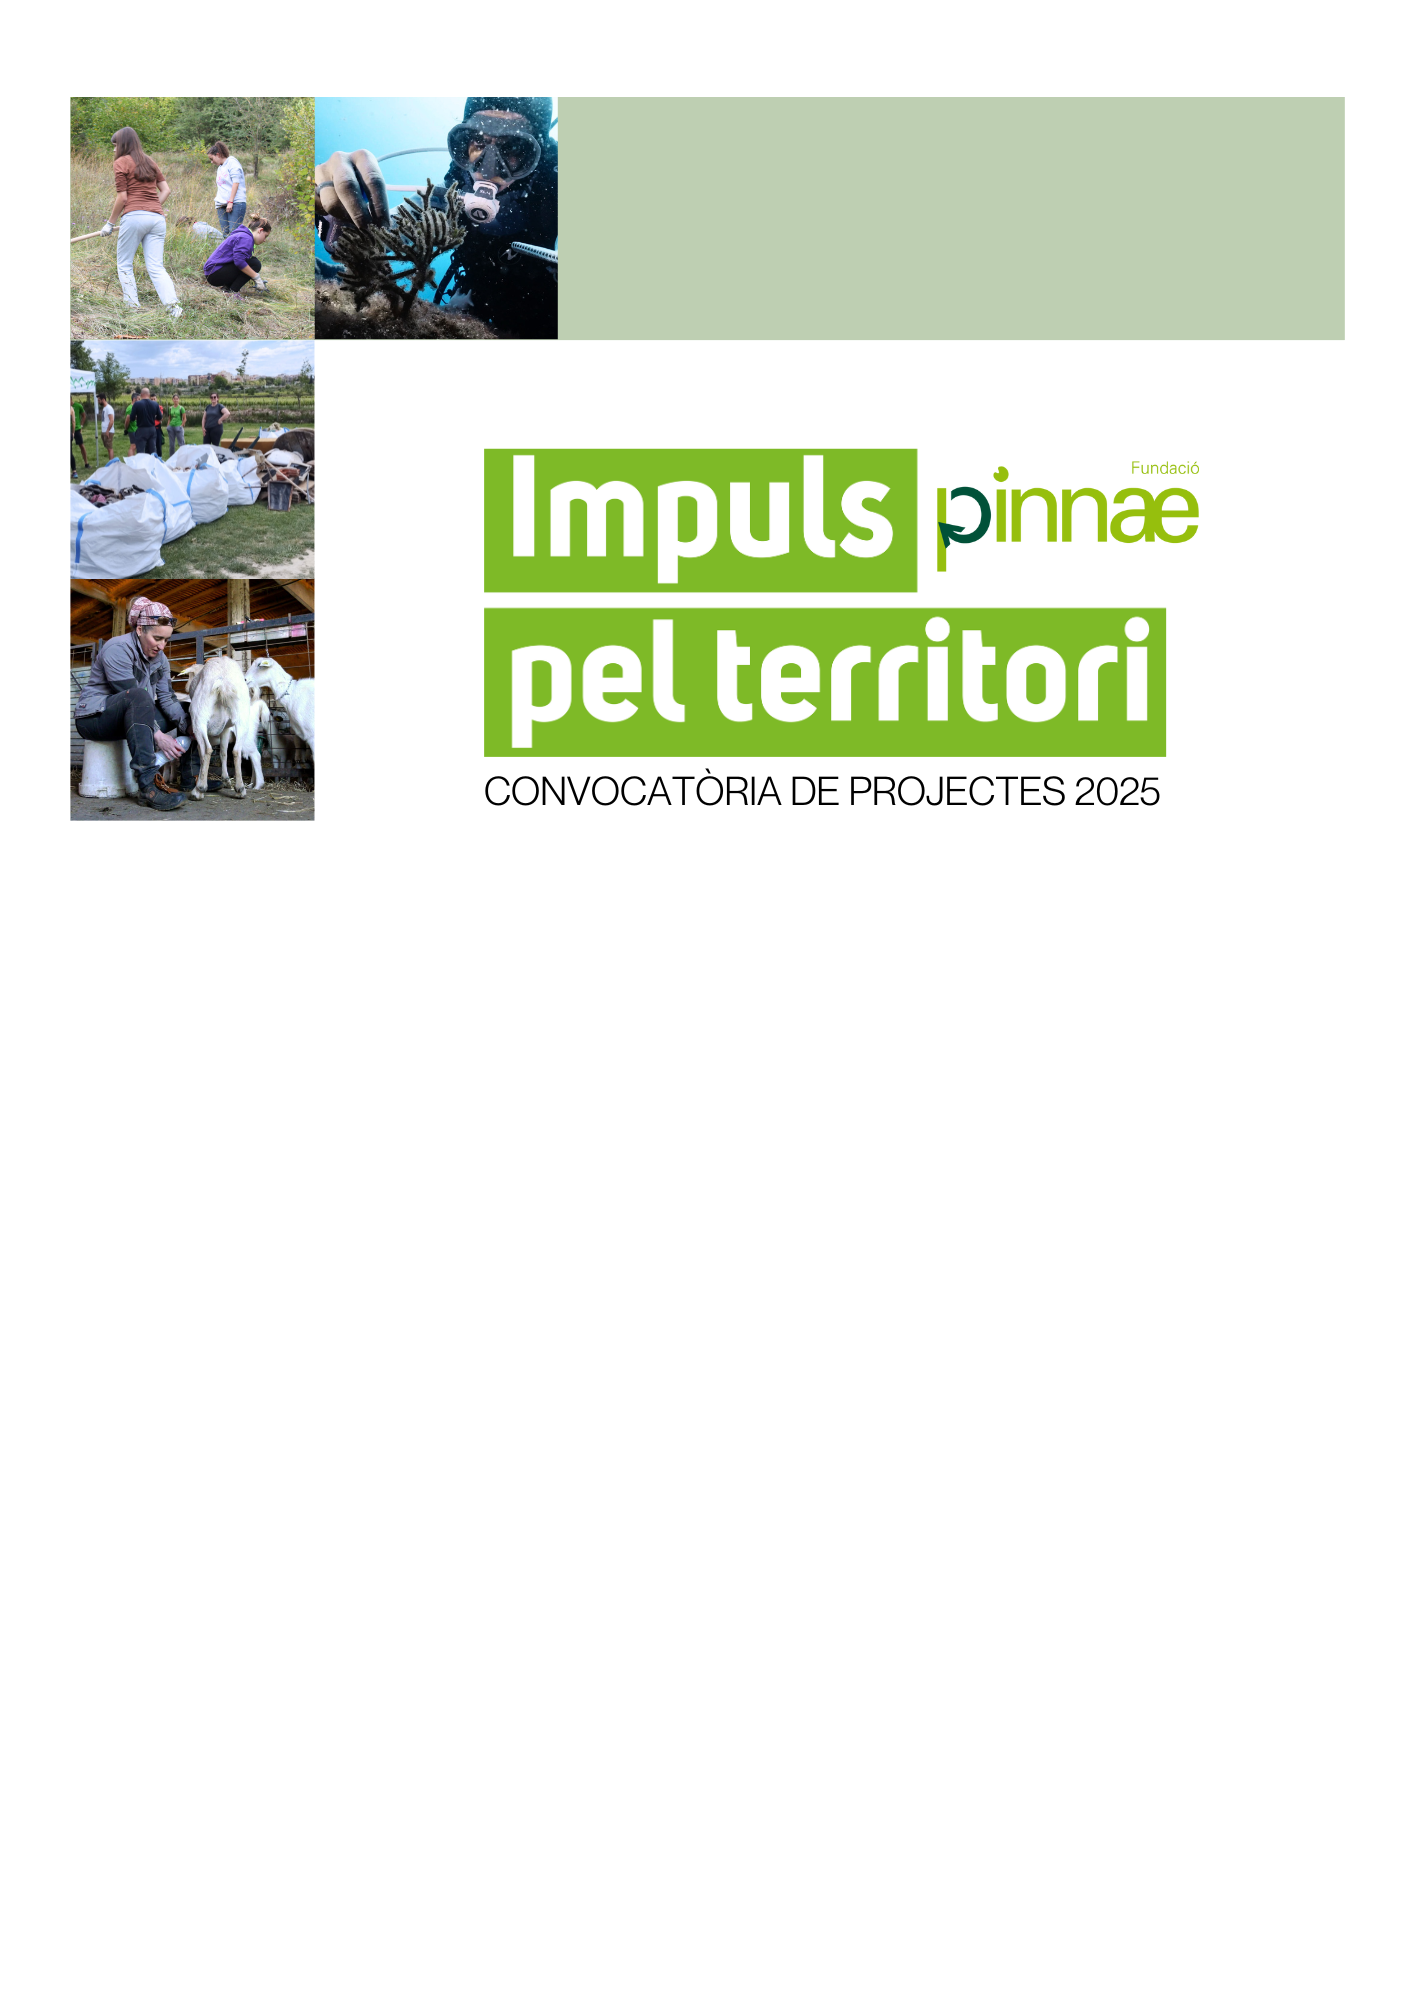 Impuls
Fundació
pinnae
pel territori
CONVOCATÒRIA DE PROJECTES 2025